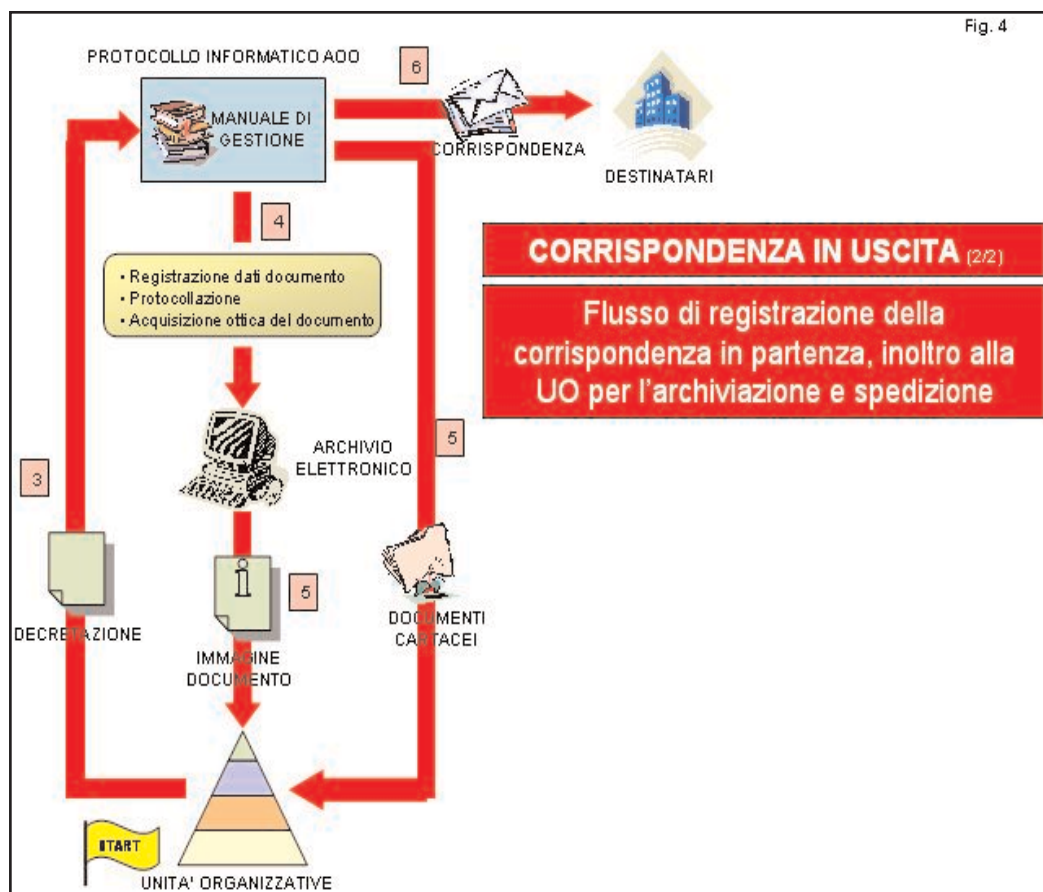 Fig. 4
PROTOCOLLO INFORMATICO AOO
6
MANUALE DI
GESTIONE
CORRISPONDENZA
DESTINATARI
4
CORRISPONDENZA IN USCITA (2/2)
• Registrazione dati documento
• Protocollazione
• Acquisizione ottica del documento
Flusso di registrazione della
corrispondenza in partenza, inoltro alla
UO per l'archiviazione e spedizione
ARCHIVIO
ELETTRONICO
5
3
i
5
DECRETAZIONE
DOCUMENTI
CARTACEI
IMMAGINE
DOCUMENTO
START
UNITA' ORGANIZZATIVE